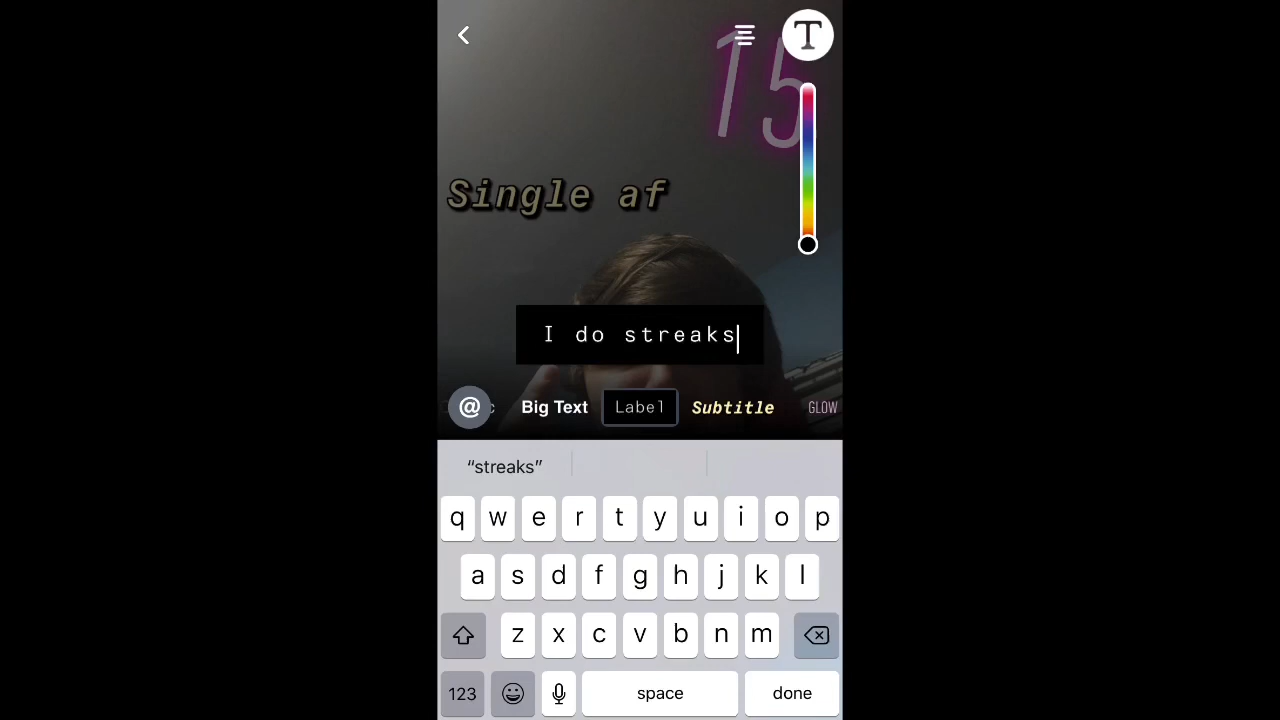 T
15
Single af
I do streaks
@ Big Text Label Subtitle GLOW
“streaks”
q w e r t y u i o p
a s d f g h j k l
z x c v b n m
123 space done